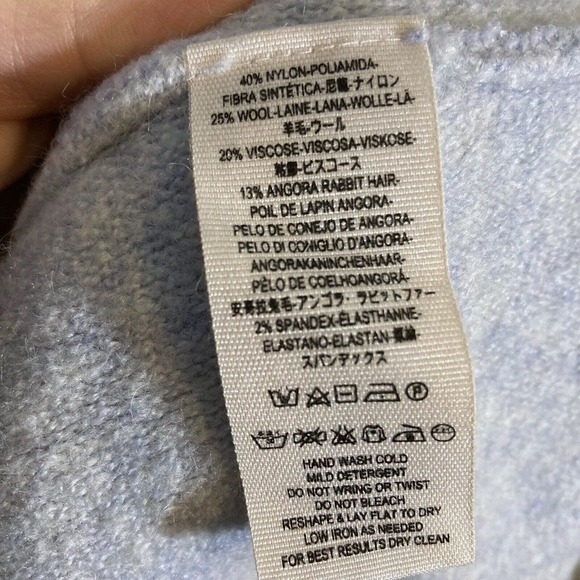 40% NYLON-POLIAMIDA-
FIBRA SINTÉTICA-尼龍-ナイロン
25% WOOL-LAINE-LANA-WOLLE-LÃ-
羊毛-ウール
20% VISCOSE-VISCOSA-VISKOSE-
粘膠-ビスコース
13% ANGORA RABBIT HAIR-
POIL DE LAPIN ANGORA-
PELO DE CONEJO DE ANGORA-
PELO DI CONIGLIO D'ANGORA-
ANGORAKANINCHENHAAR-
PÊLO DE COELHOANGORÁ-
安哥拉兔毛-アンゴラ・ラビットファー
2% SPANDEX-ÉLASTHANNE-
ELASTANO-ELASTAN-氨綸
スパンデックス
HAND WASH COLD
MILD DETERGENT
DO NOT WRING OR TWIST
DO NOT BLEACH
RESHAPE & LAY FLAT TO DRY
LOW IRON AS NEEDED
FOR BEST RESULTS DRY CLEAN